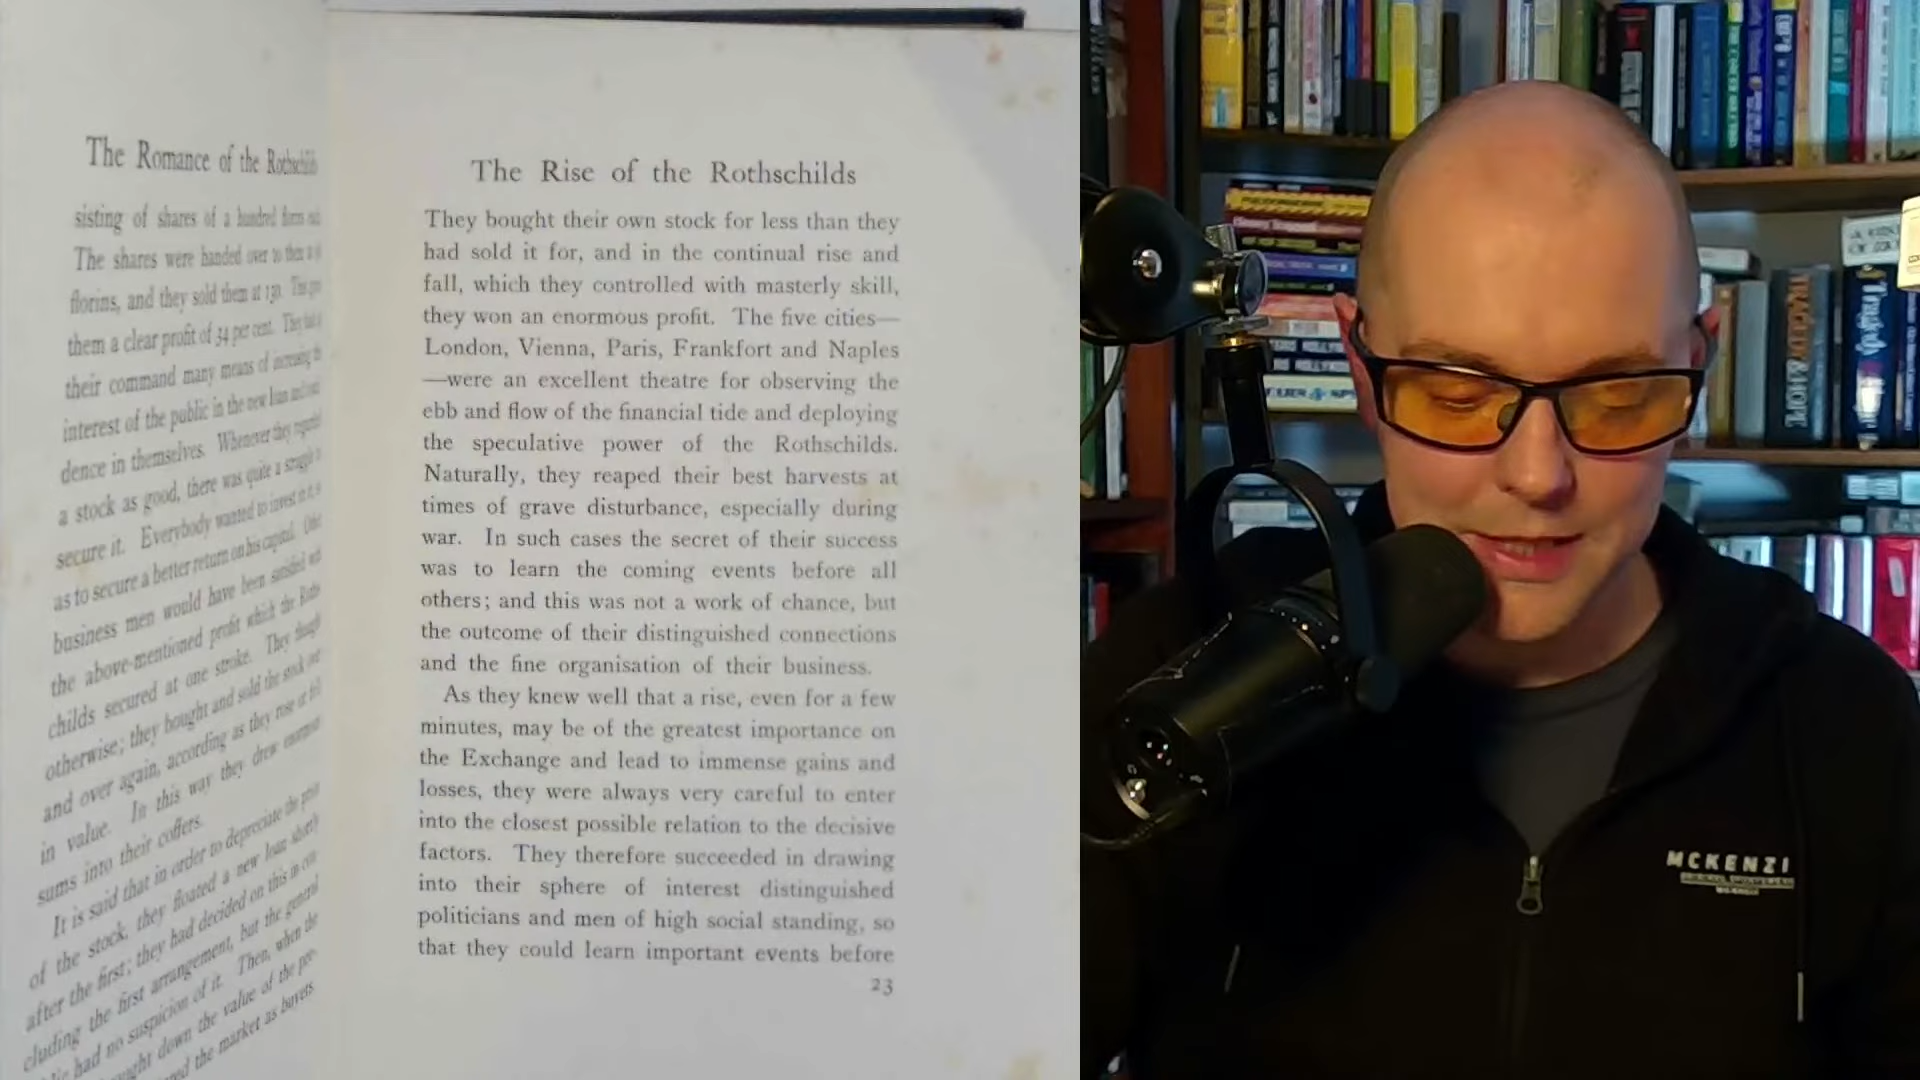 The Romance of the Rothschilds
sisting of shares of a hundred florins
The shares were handed over to them
florins, and they sold them at 150. This
them a clear profit of 34 per cent. They
their command many means of increasing
interest of the public in the new loan
dence in themselves. Whenever they
a stock as good, there was quite a struggle
secure it. Everybody wanted to invest
as to secure a better return on his capital.
business men would have been satisfied
the above-mentioned profit which the Roths-
childs secured at one stroke. They thought
otherwise; they bought and sold the stock over
and over again, according as they rose or fell
in value. In this way they drew enormous
sums into their coffers.
It is said that in order to depreciate the
of the stock, they floated a new loan shortly
after the first; they had decided on this in con-
cluding the first arrangement, but the general
had no suspicion of it. Then, when the
down the value of the
the market as buyers.
The Rise of the Rothschilds
They bought their own stock for less than they
had sold it for, and in the continual rise and
fall, which they controlled with masterly skill,
they won an enormous profit. The five cities—
London, Vienna, Paris, Frankfort and Naples
—were an excellent theatre for observing the
ebb and flow of the financial tide and deploying
the speculative power of the Rothschilds.
Naturally, they reaped their best harvests at
times of grave disturbance, especially during
war. In such cases the secret of their success
was to learn the coming events before all
others; and this was not a work of chance, but
the outcome of their distinguished connections
and the fine organisation of their business.
As they knew well that a rise, even for a few
minutes, may be of the greatest importance on
the Exchange and lead to immense gains and
losses, they were always very careful to enter
into the closest possible relation to the decisive
factors. They therefore succeeded in drawing
into their sphere of interest distinguished
politicians and men of high social standing, so
that they could learn important events before
23
TRAGEDY & HOPE
MCKENZI